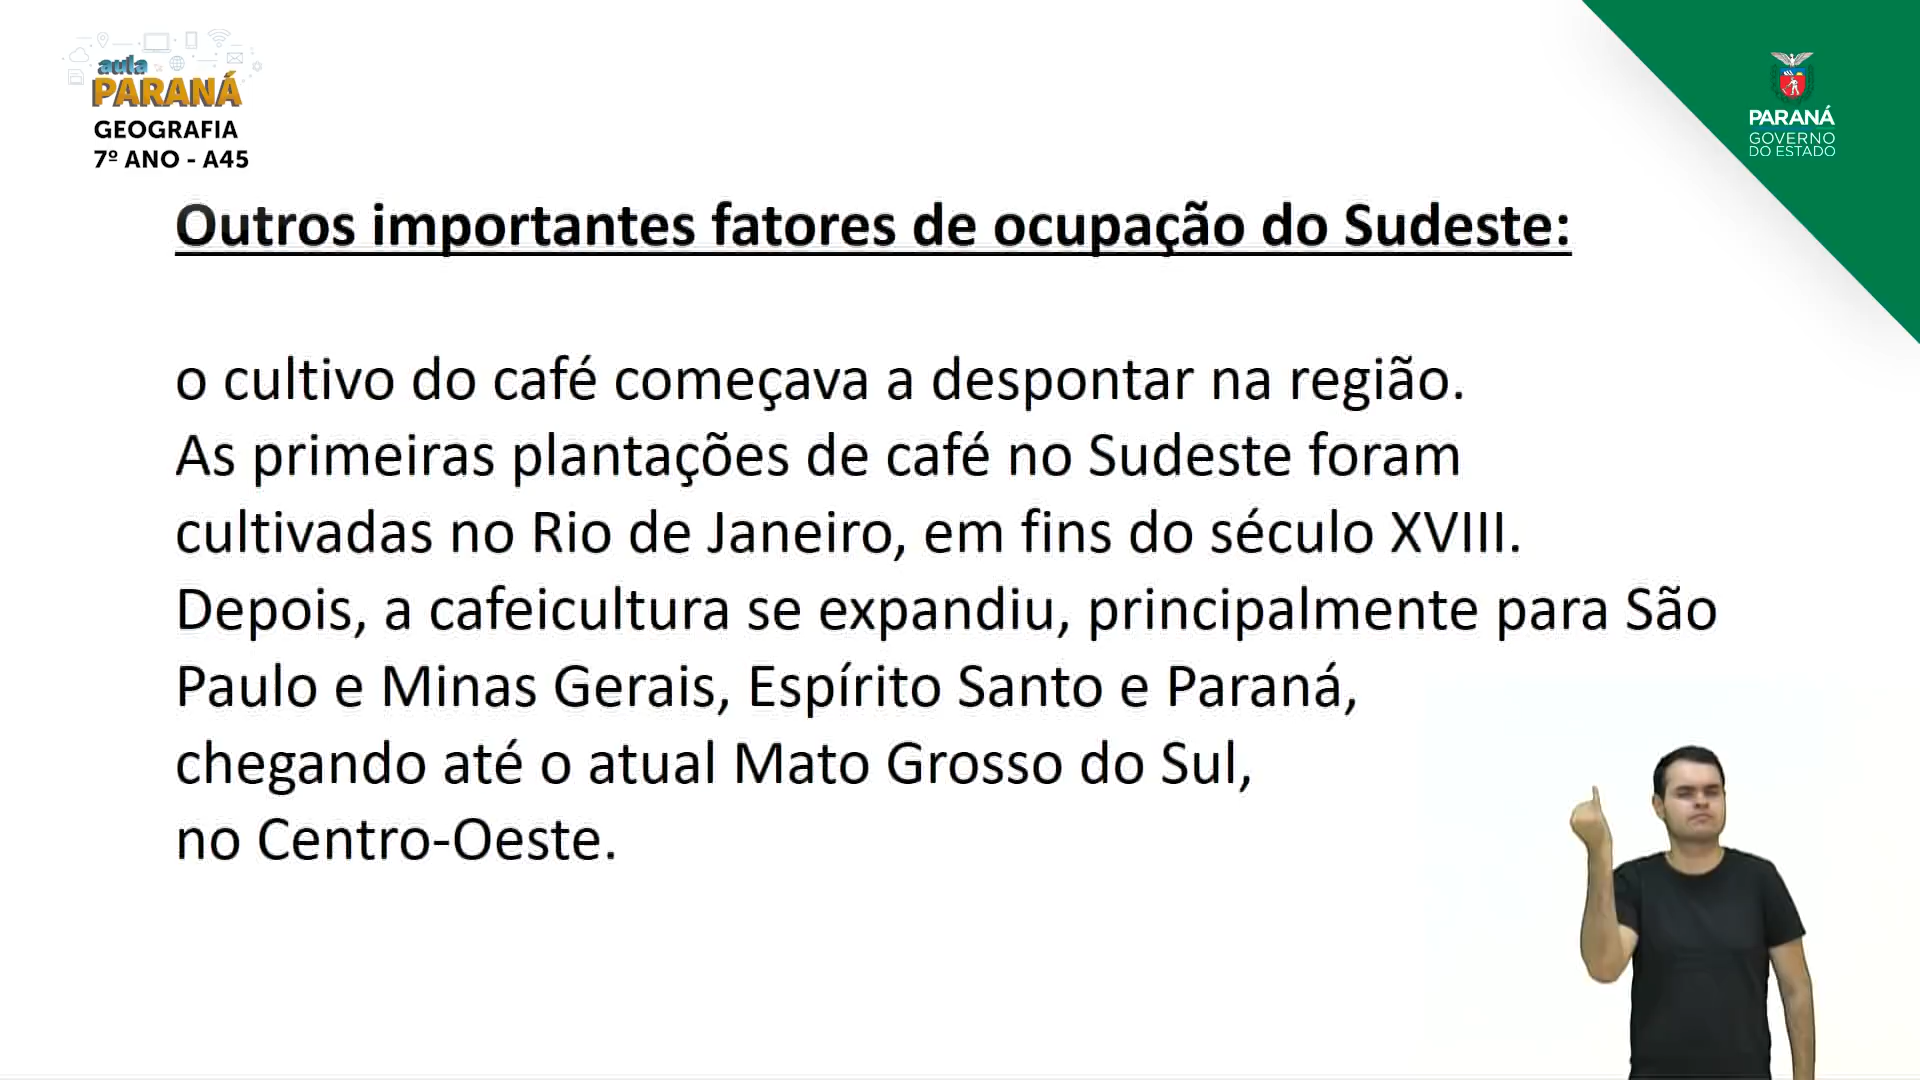 aula
PARANÁ
GEOGRAFIA
7º ANO - A45
PARANÁ
GOVERNO
DO ESTADO
Outros importantes fatores de ocupação do Sudeste:
o cultivo do café começava a despontar na região.
As primeiras plantações de café no Sudeste foram
cultivadas no Rio de Janeiro, em fins do século XVIII.
Depois, a cafeicultura se expandiu, principalmente para São
Paulo e Minas Gerais, Espírito Santo e Paraná,
chegando até o atual Mato Grosso do Sul,
no Centro-Oeste.